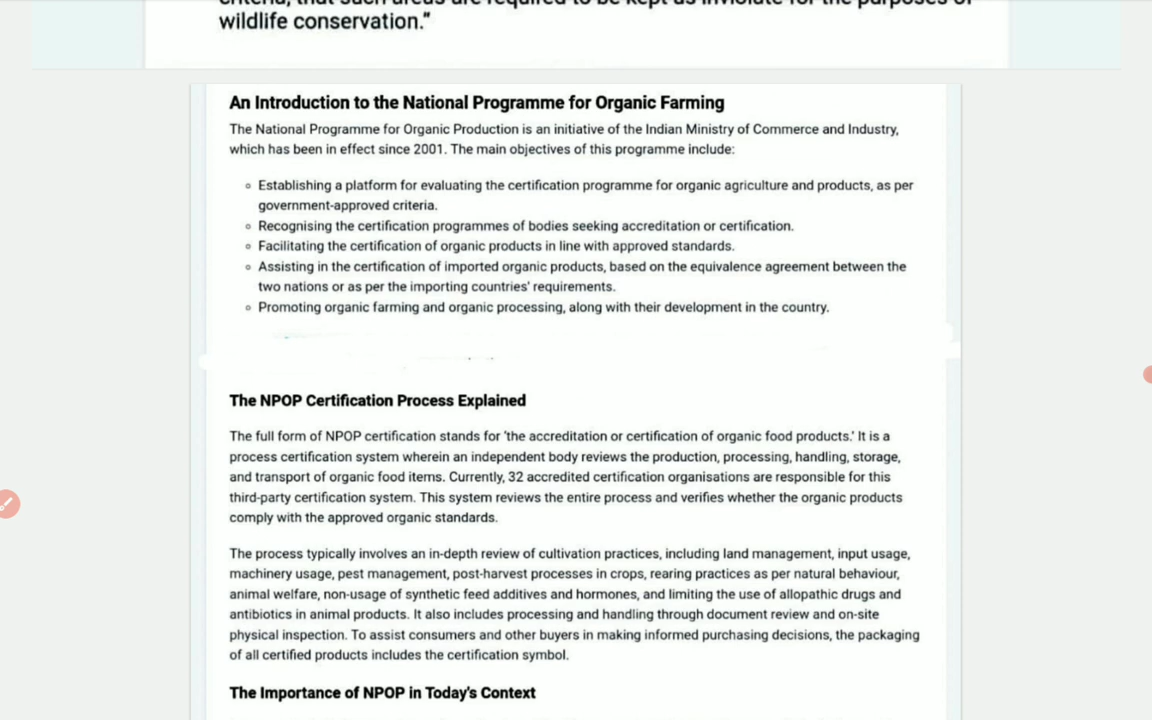 wildlife conservation."
An Introduction to the National Programme for Organic Farming
The National Programme for Organic Production is an initiative of the Indian Ministry of Commerce and Industry,
which has been in effect since 2001. The main objectives of this programme include:
Establishing a platform for evaluating the certification programme for organic agriculture and products, as per
government-approved criteria.
Recognising the certification programmes of bodies seeking accreditation or certification.
Facilitating the certification of organic products in line with approved standards.
Assisting in the certification of imported organic products, based on the equivalence agreement between the
two nations or as per the importing countries' requirements.
Promoting organic farming and organic processing, along with their development in the country.
The NPOP Certification Process Explained
The full form of NPOP certification stands for 'the accreditation or certification of organic food products.' It is a
process certification system wherein an independent body reviews the production, processing, handling, storage,
and transport of organic food items. Currently, 32 accredited certification organisations are responsible for this
third-party certification system. This system reviews the entire process and verifies whether the organic products
comply with the approved organic standards.
The process typically involves an in-depth review of cultivation practices, including land management, input usage,
machinery usage, pest management, post-harvest processes in crops, rearing practices as per natural behaviour,
animal welfare, non-usage of synthetic feed additives and hormones, and limiting the use of allopathic drugs and
antibiotics in animal products. It also includes processing and handling through document review and on-site
physical inspection. To assist consumers and other buyers in making informed purchasing decisions, the packaging
of all certified products includes the certification symbol.
The Importance of NPOP in Today's Context